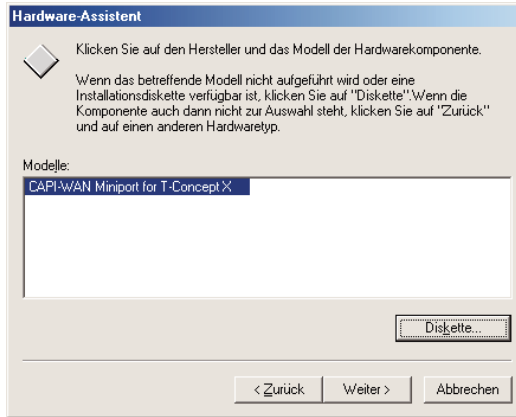 Hardware-Assistent
Klicken Sie auf den Hersteller und das Modell der Hardwarekomponente.
Wenn das betreffende Modell nicht aufgeführt wird oder eine
Installationsdiskette verfügbar ist, klicken Sie auf "Diskette".Wenn die
Komponente auch dann nicht zur Auswahl steht, klicken Sie auf "Zurück"
und auf einen anderen Hardwaretyp.
Modelle:
CAPI-WAN Miniport for T-Concept X
Diskette...
< Zurück
Weiter >
Abbrechen